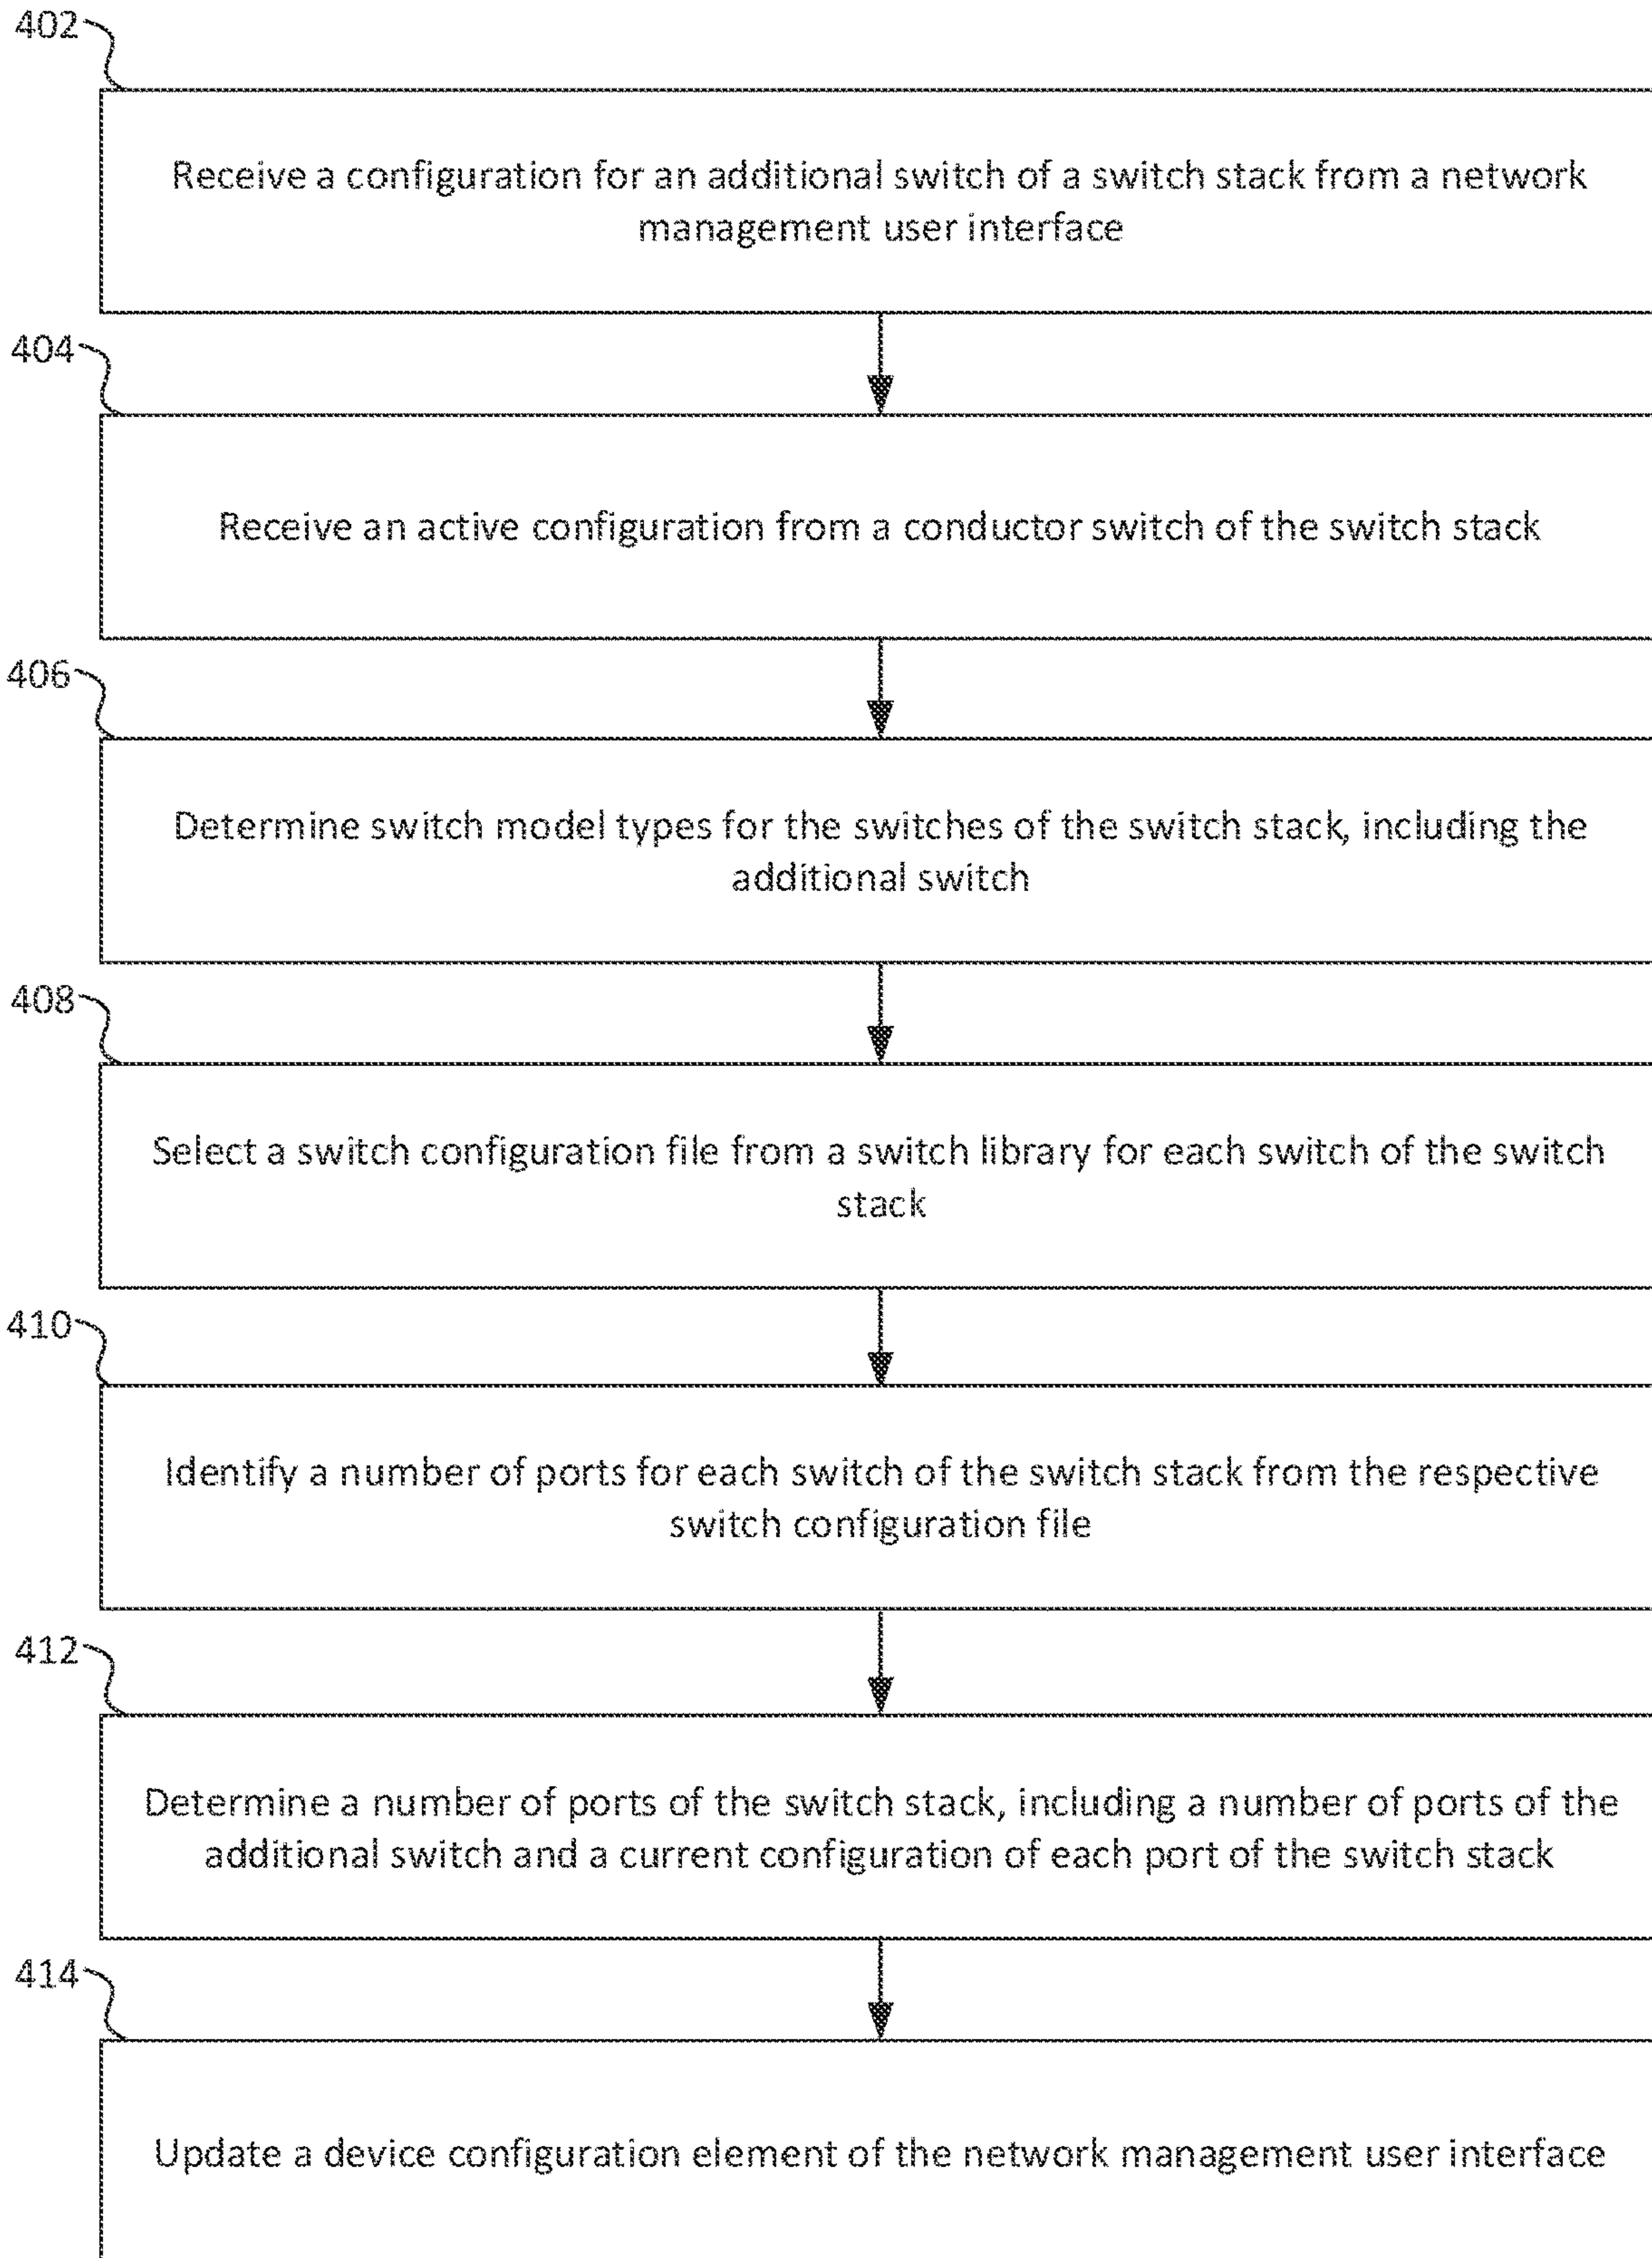 402
Receive a configuration for an additional switch of a switch stack from a network
management user interface
404
Receive an active configuration from a conductor switch of the switch stack
406
Determine switch model types for the switches of the switch stack, including the
additional switch
408
Select a switch configuration file from a switch library for each switch of the switch
stack
410
Identify a number of ports for each switch of the switch stack from the respective
switch configuration file
412
Determine a number of ports of the switch stack, including a number of ports of the
additional switch and a current configuration of each port of the switch stack
414
Update a device configuration element of the network management user interface